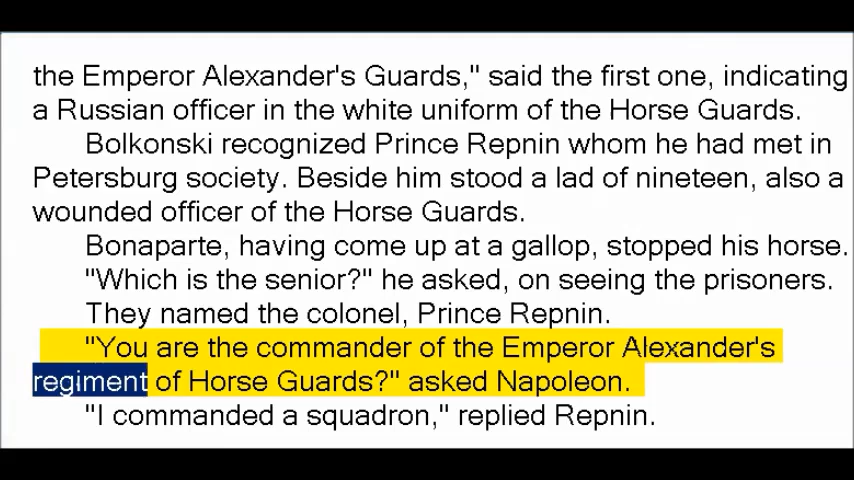 the Emperor Alexander's Guards," said the first one, indicating
a Russian officer in the white uniform of the Horse Guards.
Bolkonski recognized Prince Repnin whom he had met in
Petersburg society. Beside him stood a lad of nineteen, also a
wounded officer of the Horse Guards.
Bonaparte, having come up at a gallop, stopped his horse.
"Which is the senior?" he asked, on seeing the prisoners.
They named the colonel, Prince Repnin.
"You are the commander of the Emperor Alexander's
regiment of Horse Guards?" asked Napoleon.
"I commanded a squadron," replied Repnin.